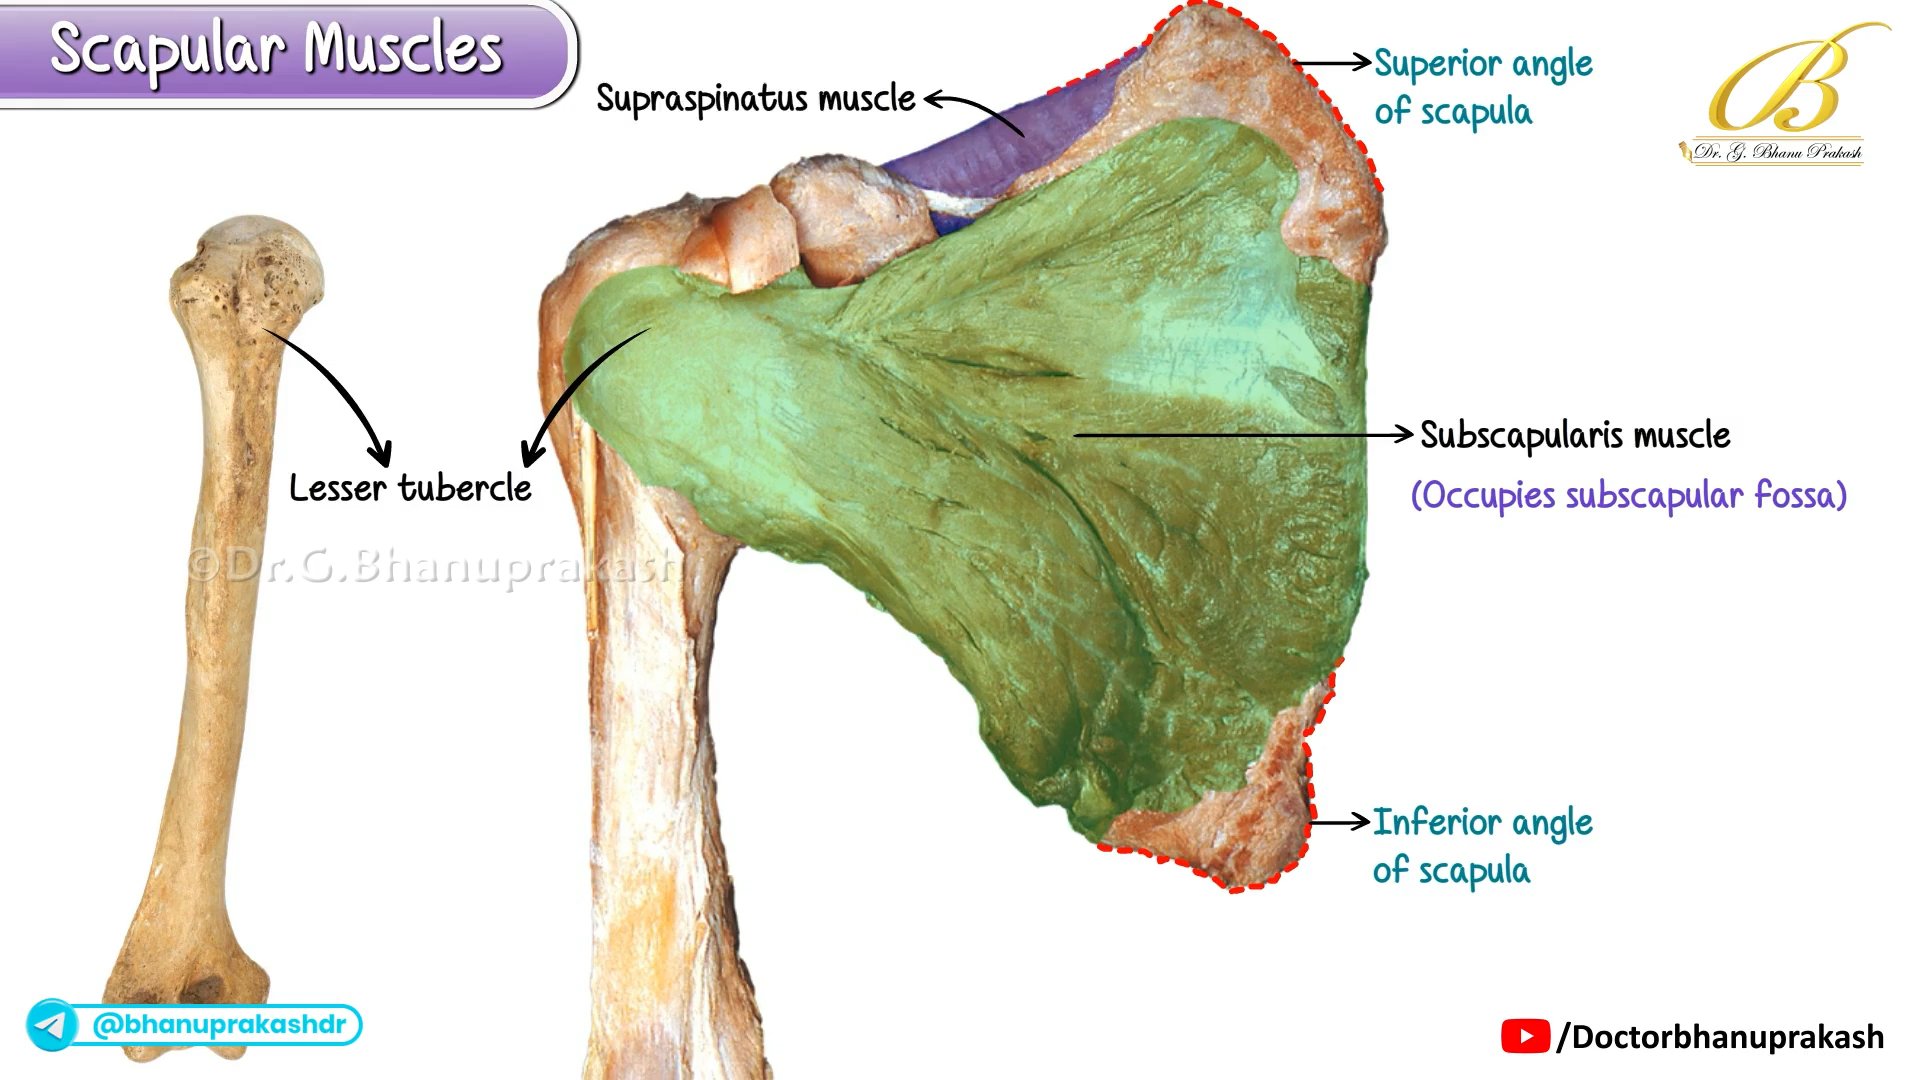 Scapular Muscles
Supraspinatus muscle
Superior angle
of scapula
Dr. G. Bhanu Prakash
Subscapularis muscle
(Occupies subscapular fossa)
Lesser tubercle
©Dr.G.Bhanuprakash
Inferior angle
of scapula
@bhanuprakashdr
/Doctorbhanuprakash